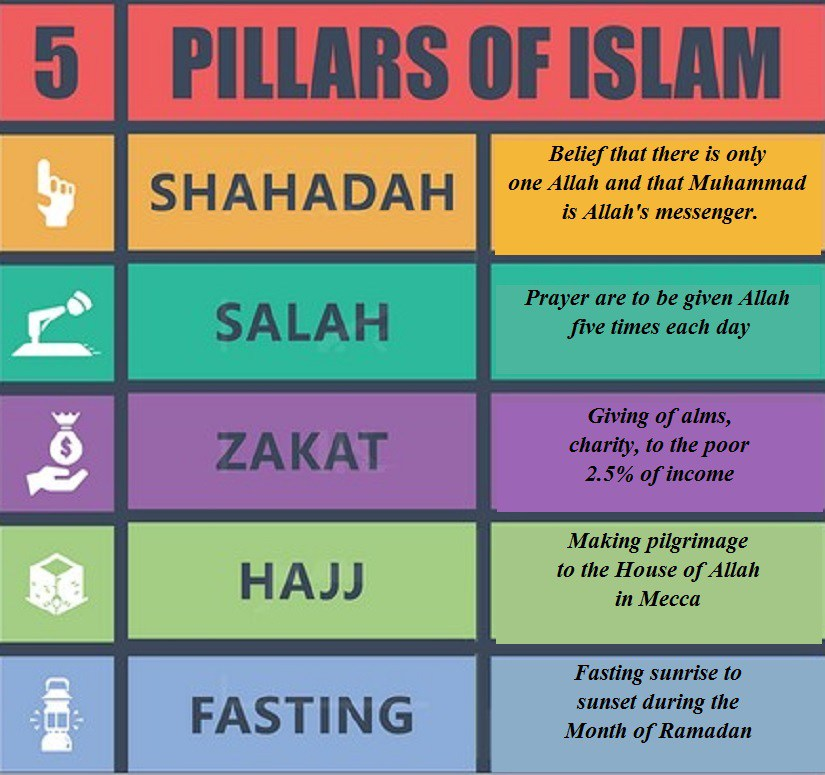 5 PILLARS OF ISLAM
SHAHADAH
Belief that there is only
one Allah and that Muhammad
is Allah's messenger.
SALAH
Prayer are to be given Allah
five times each day
$
ZAKAT
Giving of alms,
charity, to the poor
2.5% of income
HAJJ
Making pilgrimage
to the House of Allah
in Mecca
FASTING
Fasting sunrise to
sunset during the
Month of Ramadan